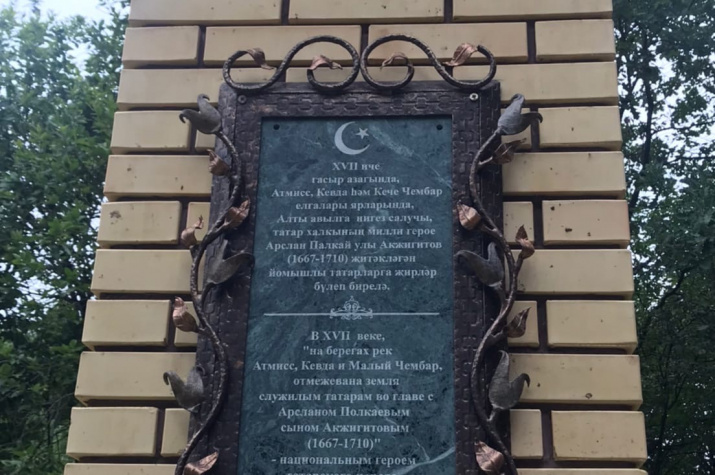 XVII нче
гасыр азагында,
Атмисс, Кевда һәм Кече Чембар
елгалары ярларында,
Алты авылга нигез салучы,
татар халкының милли герое
Арслан Палкай улы Акжигитов
(1667-1710) җитәкләгән
йомышлы татарларга җирләр
бүлеп бирелә.
В XVII веке,
"на берегах рек
Атмисс, Кевда и Малый Чембар,
отмежевана земля
служилым татарам во главе с
Арсланом Полкаевым
сыном Акжигитовым
(1667-1710)"
- национальным героем